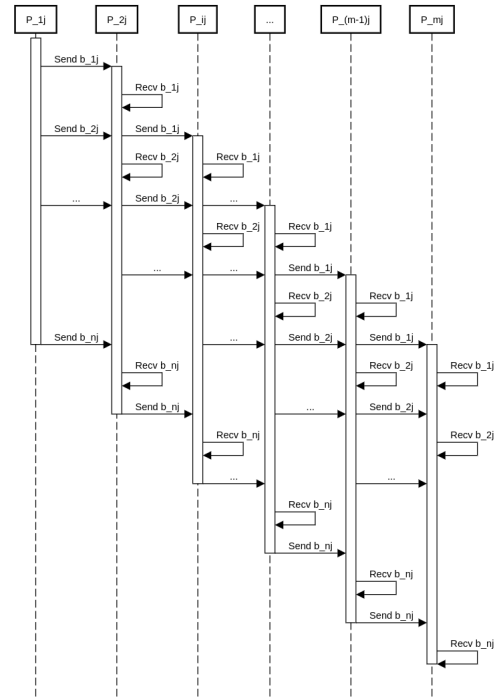 P_1j P_2j P_ij ... P_(m-1)j P_mj
Send b_1j
Recv b_1j
Send b_2j Send b_1j
Recv b_2j Recv b_1j
... Send b_2j ...
Recv b_2j Recv b_1j
... ... Send b_1j
Recv b_2j Recv b_1j
Send b_nj ... Send b_2j Send b_1j
Recv b_nj Recv b_2j Recv b_1j
Send b_nj ... Send b_2j
Recv b_nj Recv b_2j
... ...
Recv b_nj
Send b_nj
Recv b_nj
Send b_nj
Recv b_nj